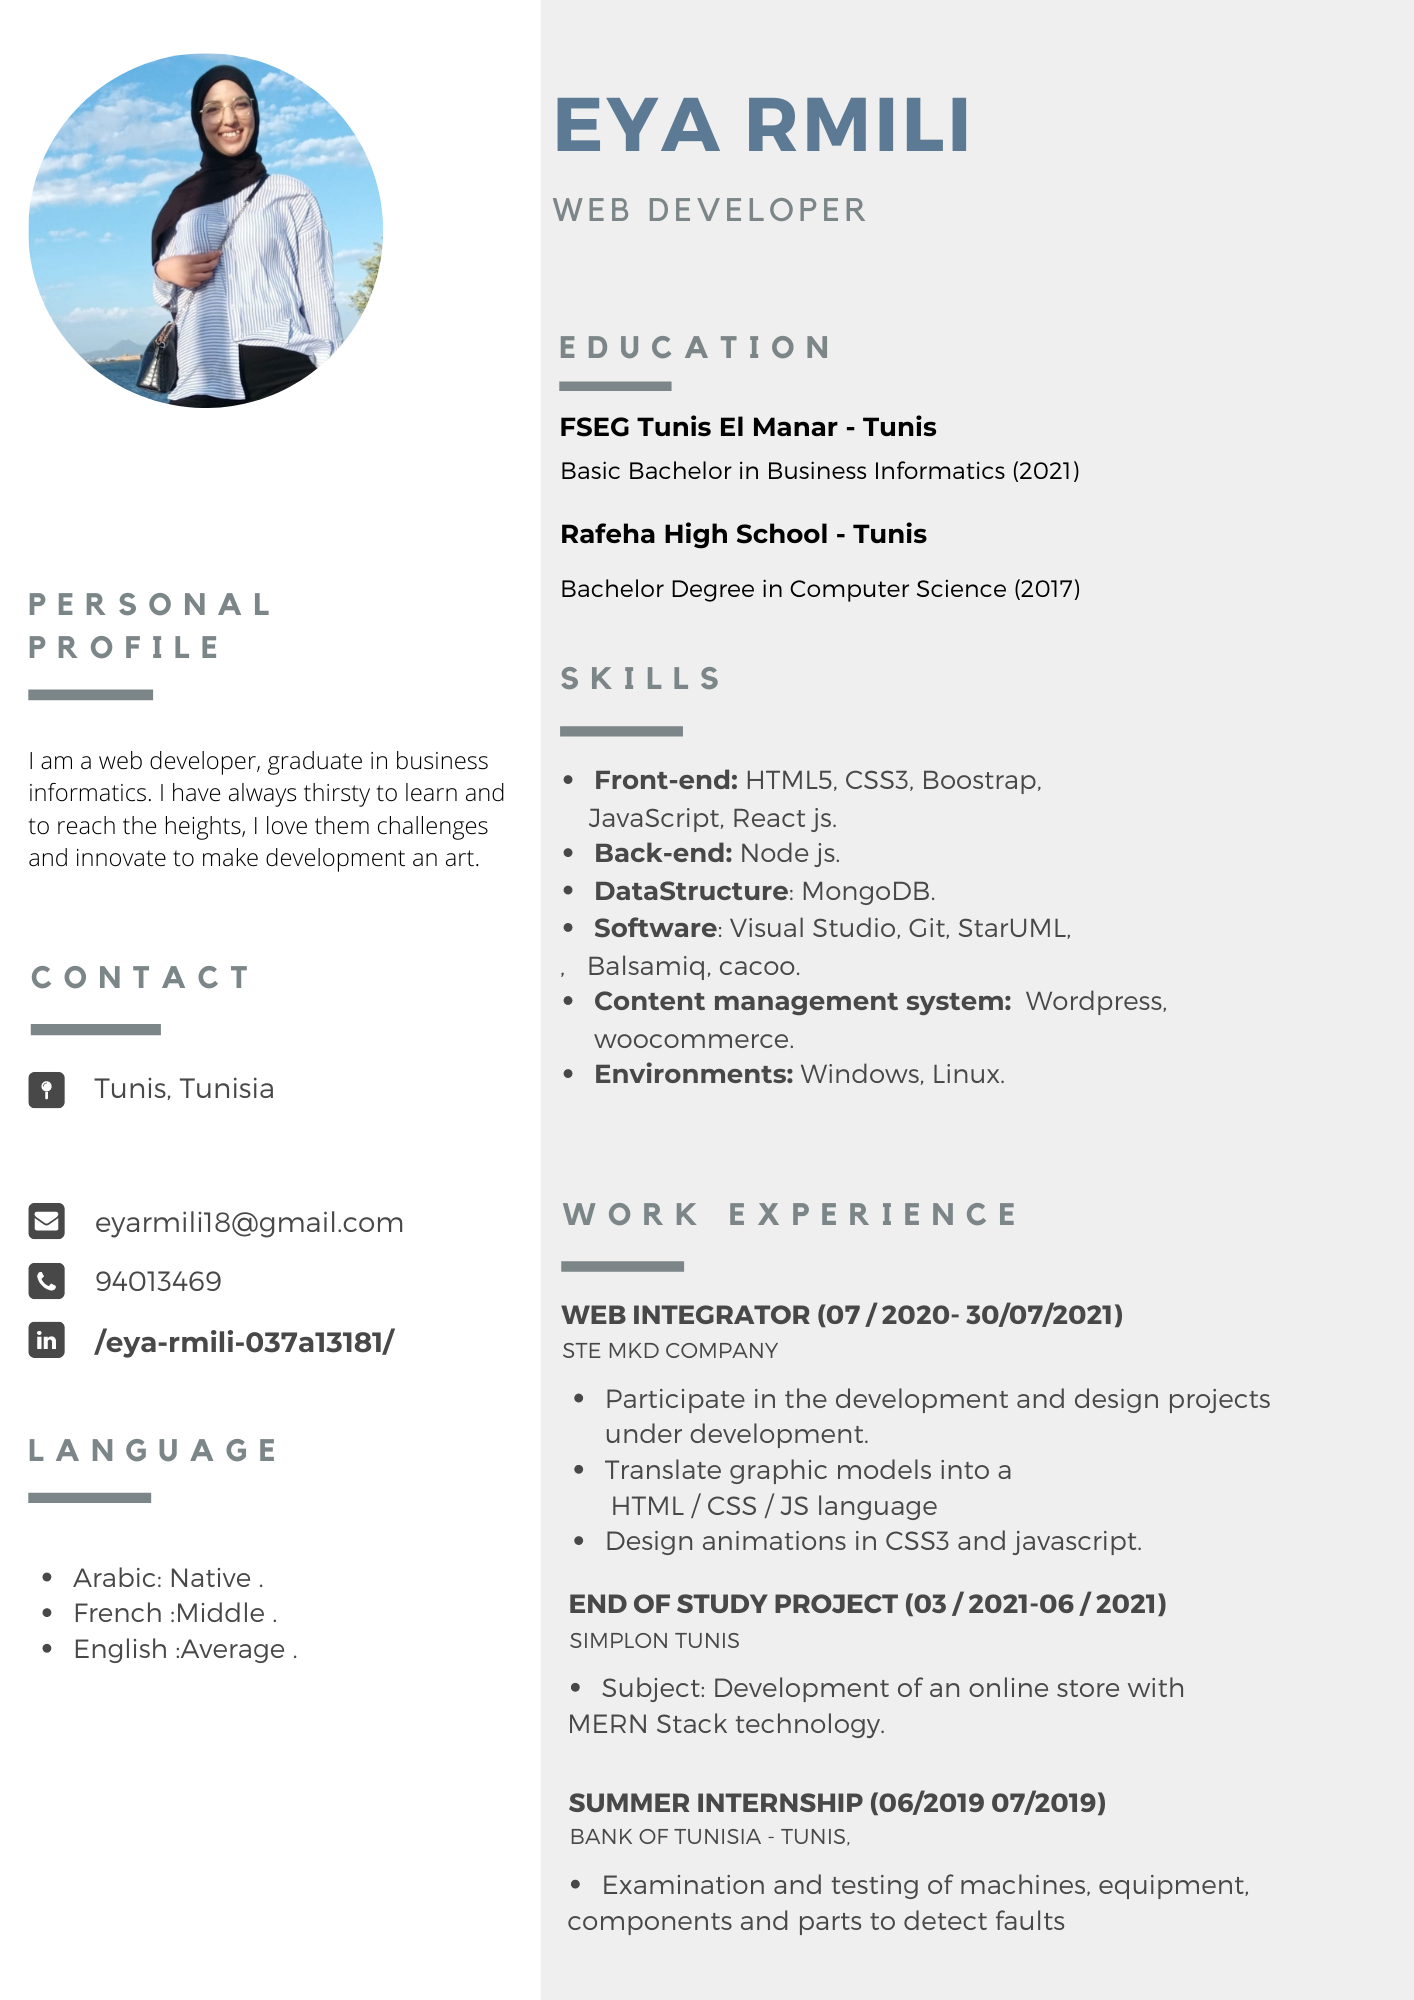 EYA RMILI
WEB DEVELOPER
PERSONAL
PROFILE
I am a web developer, graduate in business
informatics. I have always thirsty to learn and
to reach the heights, I love them challenges
and innovate to make development an art.
CONTACT
Tunis, Tunisia
eyarmili18@gmail.com
94013469
/eya-rmili-037a13181/
LANGUAGE
• Arabic: Native .
• French :Middle .
• English :Average .
EDUCATION
FSEG Tunis El Manar - Tunis
Basic Bachelor in Business Informatics (2021)
Rafeha High School - Tunis
Bachelor Degree in Computer Science (2017)
SKILLS
• Front-end: HTML5, CSS3, Boostrap,
JavaScript, React js.
• Back-end: Node js.
• DataStructure: MongoDB.
• Software: Visual Studio, Git, StarUML,
, Balsamiq, cacoo.
• Content management system: Wordpress,
woocommerce.
• Environments: Windows, Linux.
WORK EXPERIENCE
WEB INTEGRATOR (07 / 2020- 30/07/2021)
STE MKD COMPANY
• Participate in the development and design projects
under development.
• Translate graphic models into a
HTML / CSS / JS language
• Design animations in CSS3 and javascript.
END OF STUDY PROJECT (03 / 2021-06 / 2021)
SIMPLON TUNIS
• Subject: Development of an online store with
MERN Stack technology.
SUMMER INTERNSHIP (06/2019 07/2019)
BANK OF TUNISIA - TUNIS,
• Examination and testing of machines, equipment,
components and parts to detect faults